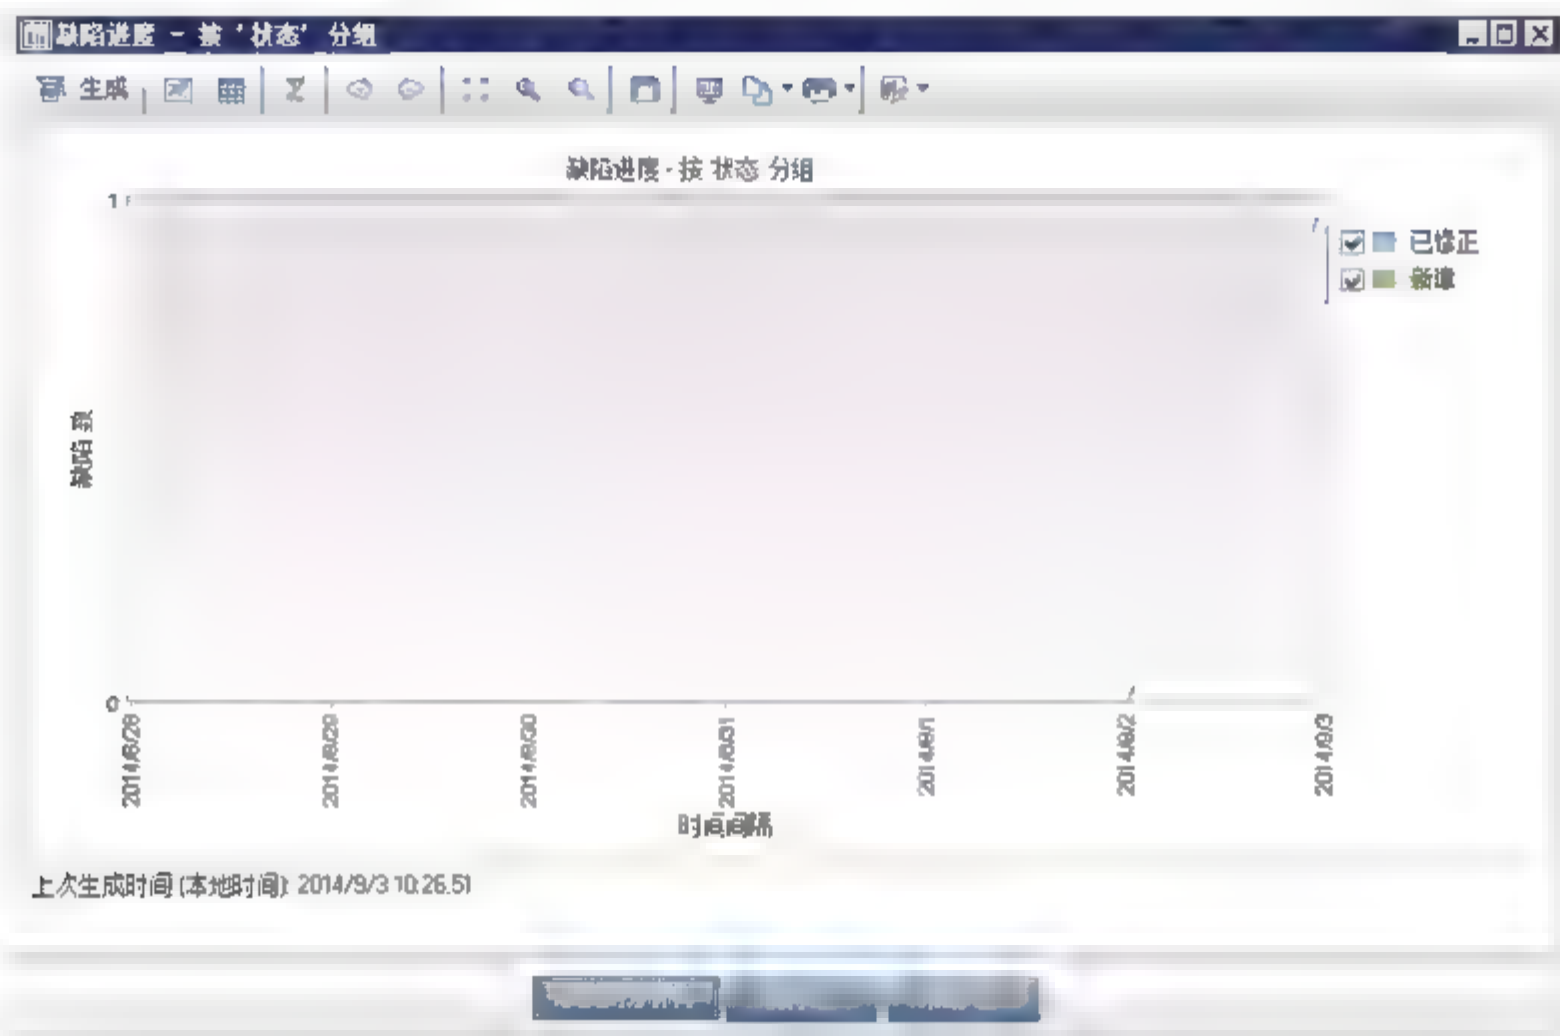 缺陷进度 - 按 '状态' 分组
生成
缺陷进度 - 按 状态 分组
1
已修正
新建
缺陷 数
0
2014/8/28
2014/8/29
2014/8/30
2014/8/31
2014/9/1
2014/9/2
2014/9/3
时间间隔
上次生成时间 (本地时间): 2014/9/3 10:26:51